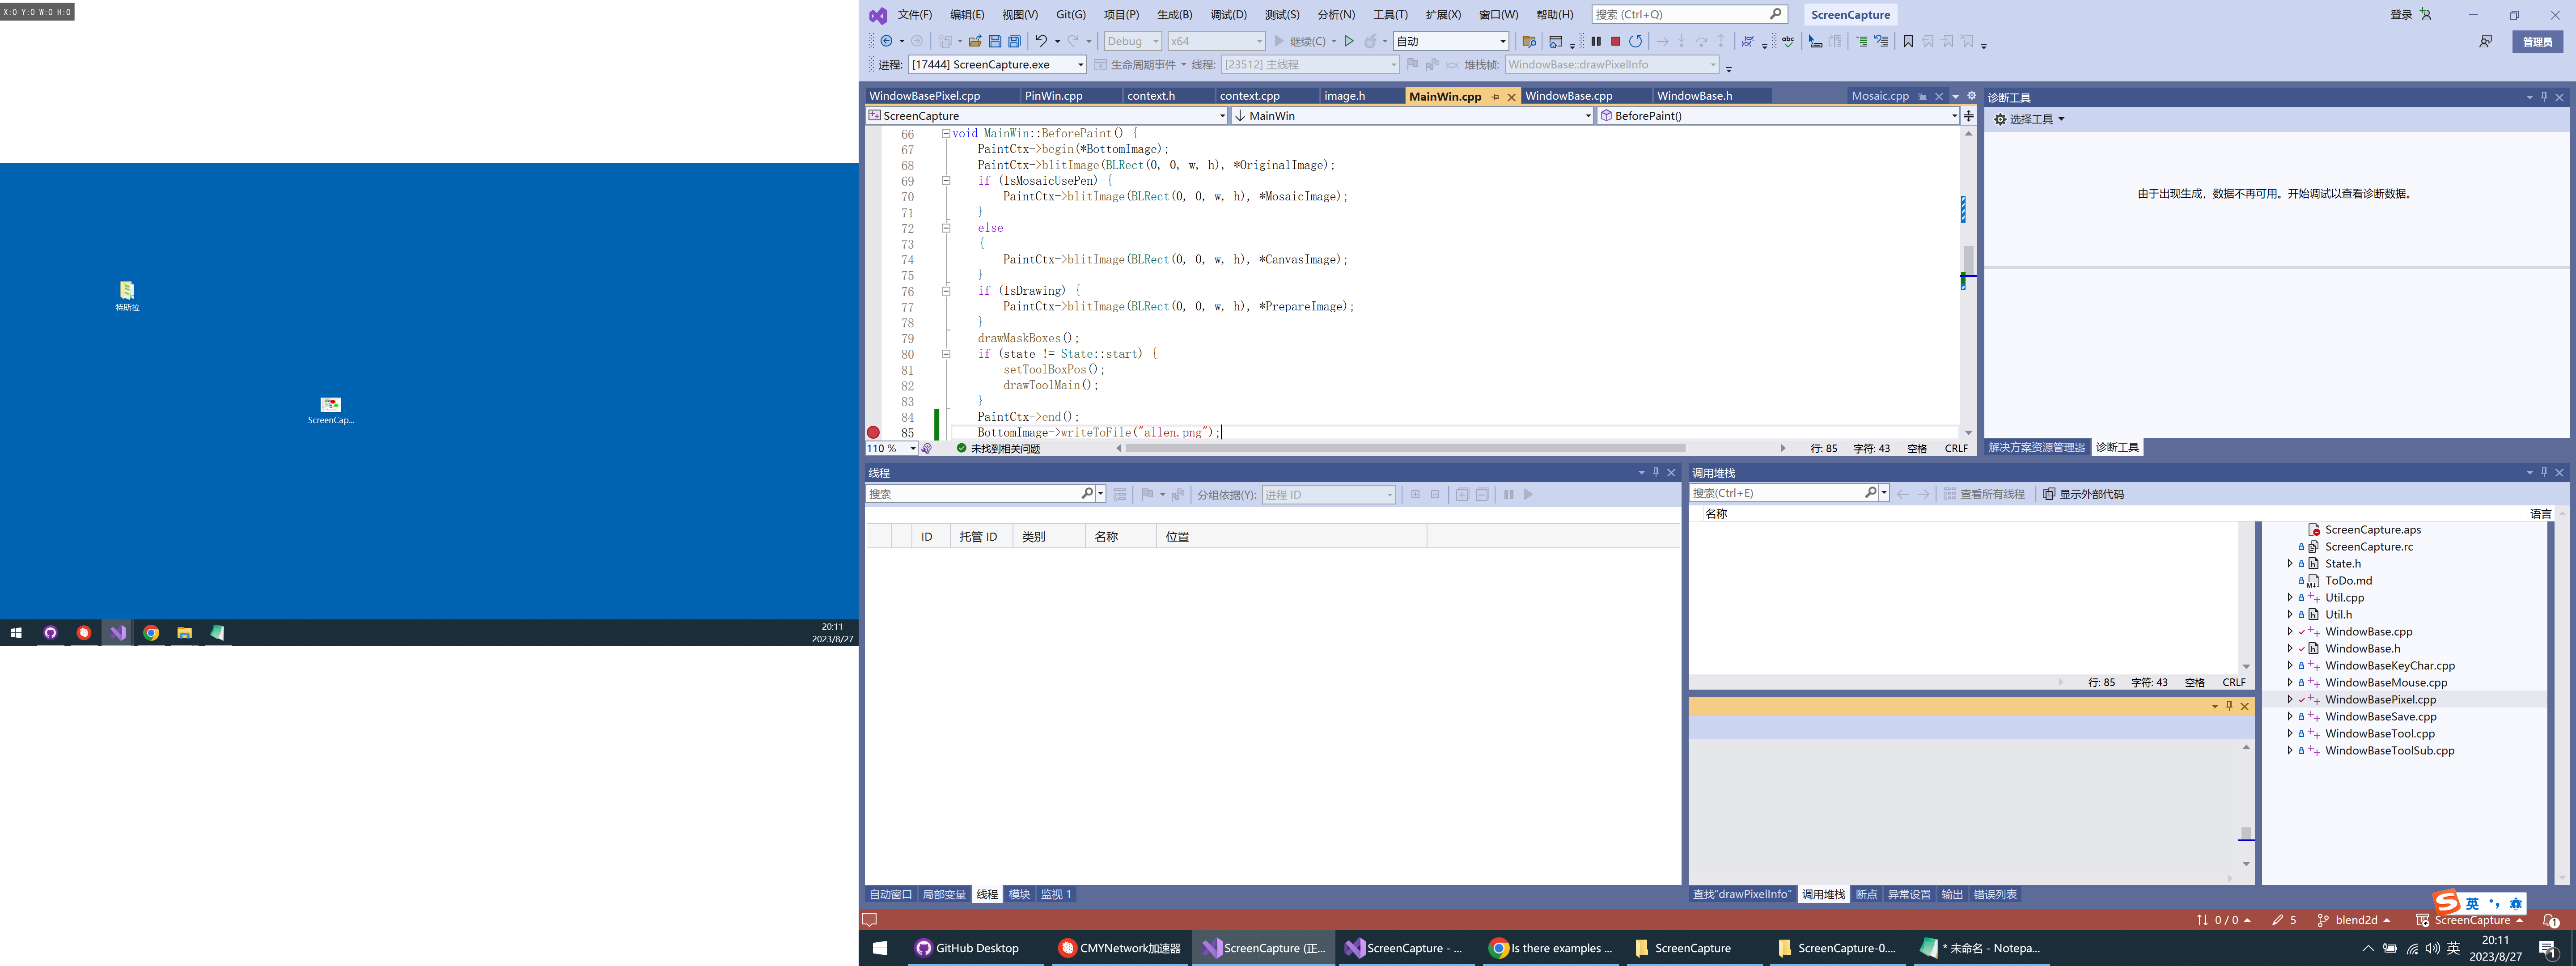 X:0 Y:0 W:0 H:0
特斯拉
ScreenCap...
20:11
2023/8/27
文件(F) 编辑(E) 视图(V) Git(G) 项目(P) 生成(B) 调试(D) 测试(S) 分析(N) 工具(T) 扩展(X) 窗口(W) 帮助(H) 搜索 (Ctrl+Q) ScreenCapture 登录
Debug x64 继续(C) 自动 管理员
进程: [17444] ScreenCapture.exe 生命周期事件 线程: [23512] 主线程 堆栈帧: WindowBase::drawPixelInfo
WindowBasePixel.cpp PinWin.cpp context.h context.cpp image.h MainWin.cpp WindowBase.cpp WindowBase.h Mosaic.cpp
ScreenCapture MainWin BeforePaint()
66 void MainWin::BeforePaint() {
67 PaintCtx->begin(*BottomImage);
68 PaintCtx->blitImage(BLRect(0, 0, w, h), *OriginalImage);
69 if (IsMosaicUsePen) {
70 PaintCtx->blitImage(BLRect(0, 0, w, h), *MosaicImage);
71 }
72 else
73 {
74 PaintCtx->blitImage(BLRect(0, 0, w, h), *CanvasImage);
75 }
76 if (IsDrawing) {
77 PaintCtx->blitImage(BLRect(0, 0, w, h), *PrepareImage);
78 }
79 drawMaskBoxes();
80 if (state != State::start) {
81 setToolBoxPos();
82 drawToolMain();
83 }
84 PaintCtx->end();
85 BottomImage->writeToFile("allen.png");
110 % 未找到相关问题 行: 85 字符: 43 空格 CRLF
诊断工具
选择工具
由于出现生成，数据不再可用。开始调试以查看诊断数据。
解决方案资源管理器 诊断工具
线程
搜索 分组依据(Y): 进程 ID
ID 托管 ID 类别 名称 位置
自动窗口 局部变量 线程 模块 监视 1
调用堆栈
搜索(Ctrl+E) 查看所有线程 显示外部代码
名称 语言
行: 85 字符: 43 空格 CRLF
ScreenCapture.aps
ScreenCapture.rc
State.h
ToDo.md
Util.cpp
Util.h
WindowBase.cpp
WindowBase.h
WindowBaseKeyChar.cpp
WindowBaseMouse.cpp
WindowBasePixel.cpp
WindowBaseSave.cpp
WindowBaseTool.cpp
WindowBaseToolSub.cpp
查找"drawPixelInfo" 调用堆栈 断点 异常设置 输出 错误列表
英
0 / 0 5 blend2d ScreenCapture 1
GitHub Desktop CMYNetwork加速器 ScreenCapture (正... ScreenCapture - ... Is there examples ... ScreenCapture ScreenCapture-0.... * 未命名 - Notepa... 英
20:11
2023/8/27
1